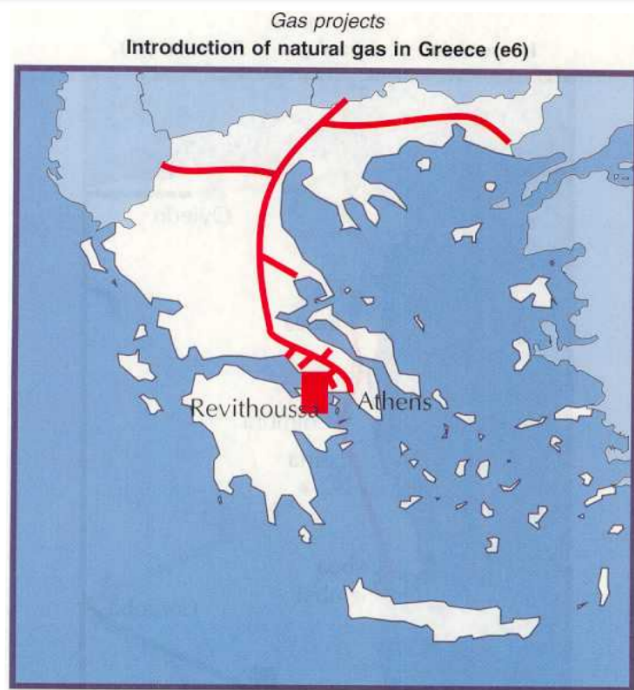 Gas projects
Introduction of natural gas in Greece (e6)
Revithoussa
Athens